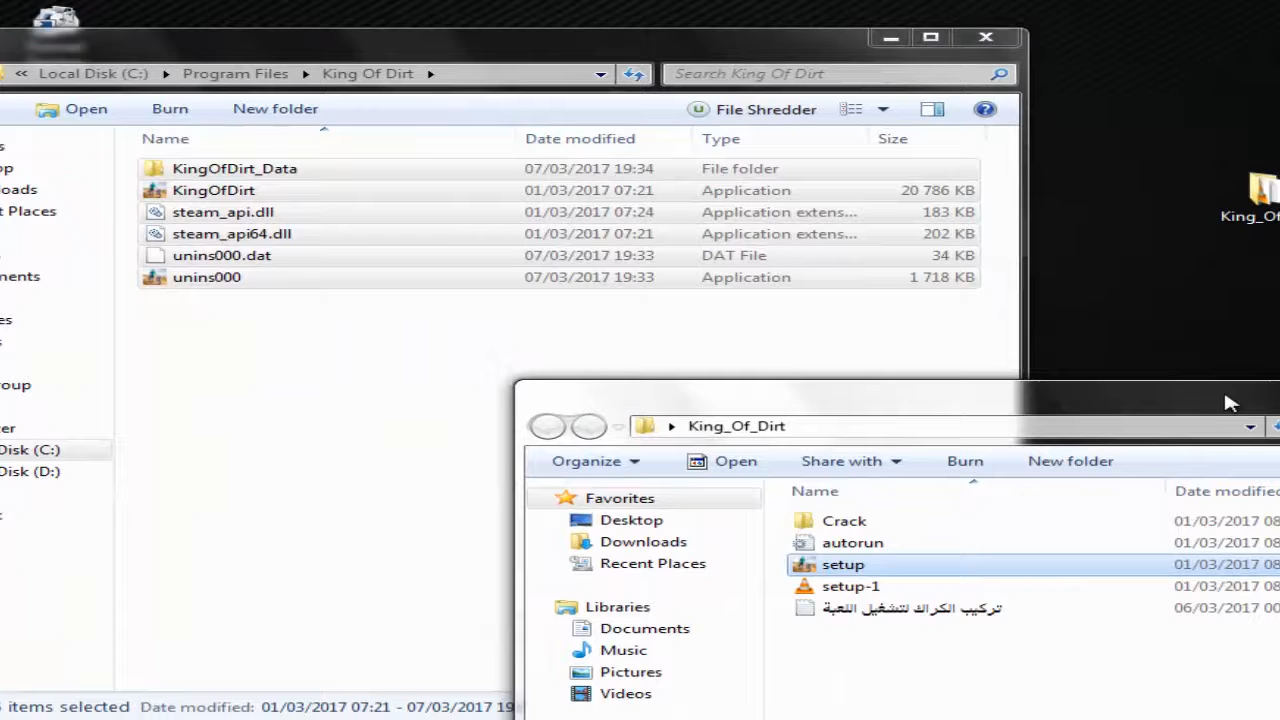 « Local Disk (C:) ▸ Program Files ▸ King Of Dirt ▸
Search King Of Dirt
Open Burn New folder File Shredder
Name Date modified Type Size
KingOfDirt_Data 07/03/2017 19:34 File folder
KingOfDirt 01/03/2017 07:21 Application 20 786 KB
steam_api.dll 01/03/2017 07:24 Application extens... 183 KB
steam_api64.dll 01/03/2017 07:21 Application extens... 202 KB
unins000.dat 07/03/2017 19:33 DAT File 34 KB
unins000 07/03/2017 19:33 Application 1 718 KB
Disk (C:)
Disk (D:)
items selected Date modified: 01/03/2017 07:21 - 07/03/2017 19
King_Of
▸ King_Of_Dirt
Organize Open Share with Burn New folder
Name Date modified
Favorites
Desktop
Downloads
Recent Places
Libraries
Documents
Music
Pictures
Videos
Crack 01/03/2017 08
autorun 01/03/2017 08
setup 01/03/2017 08
setup-1 01/03/2017 08
تركيب الكراك لتشغيل اللعبة 06/03/2017 00